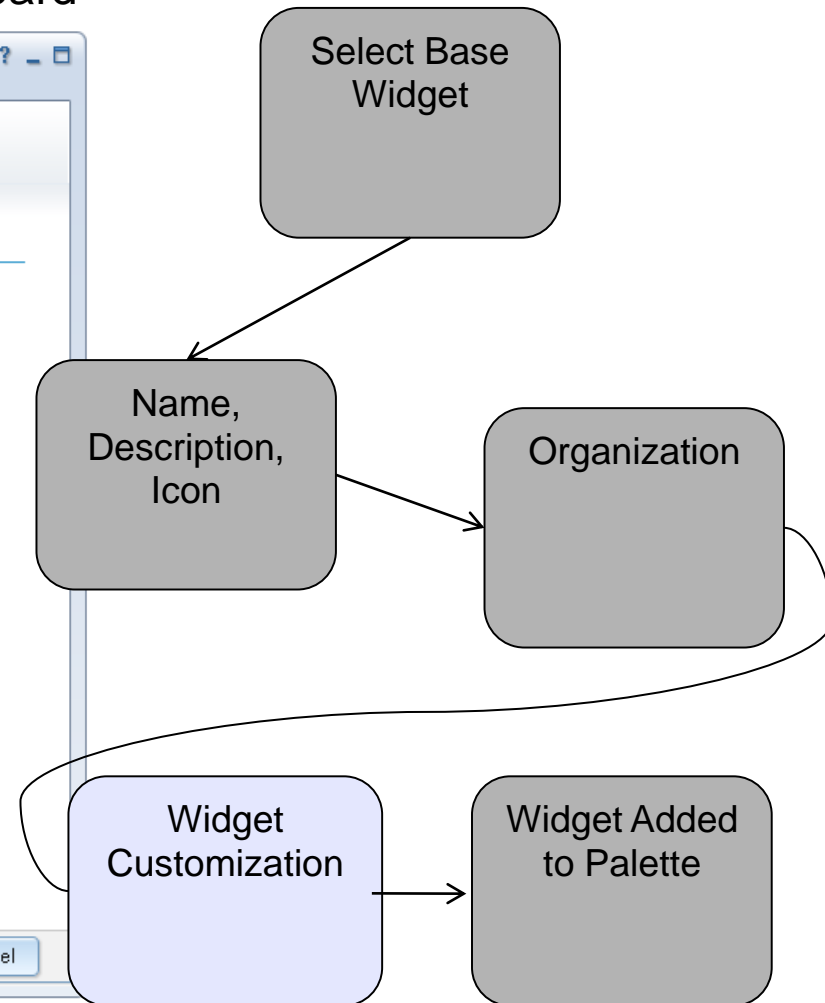 Select Base
Widget
Name,
Description,
Icon
Organization
Widget
Customization
Widget Added
to Palette